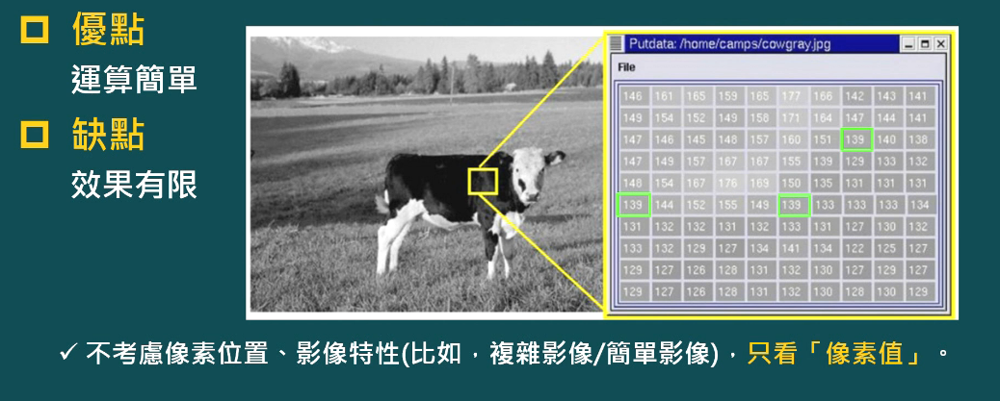 優點
運算簡單
缺點
效果有限
Putdata: /home/camps/cowgray.jpg
File
146 161 165 159 165 177 166 142 143 141
149 154 152 149 158 171 164 147 144 141
147 146 145 148 157 160 151 139 140 138
147 149 157 167 167 155 139 129 133 132
148 154 167 176 169 150 135 131 131 131
139 144 152 155 149 139 133 133 133 134
131 132 132 131 132 133 131 127 130 132
133 132 129 127 134 141 134 122 125 127
129 127 126 128 131 132 130 127 126 127
129 127 126 128 131 132 130 128 130 129
✓ 不考慮像素位置、影像特性(比如，複雜影像/簡單影像)，只看「像素值」。